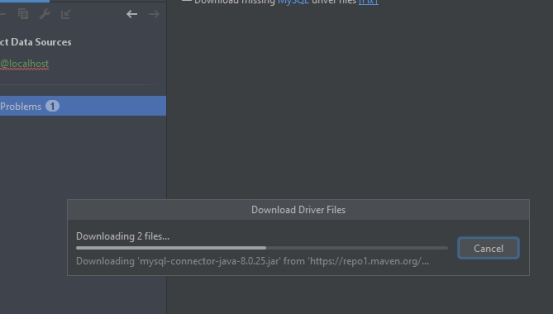 Download missing MySQL driver files [Fix]
ct Data Sources
@localhost
Problems 1
Download Driver Files
Downloading 2 files...
Cancel
Downloading 'mysql-connector-java-8.0.25.jar' from 'https://repo1.maven.org/...